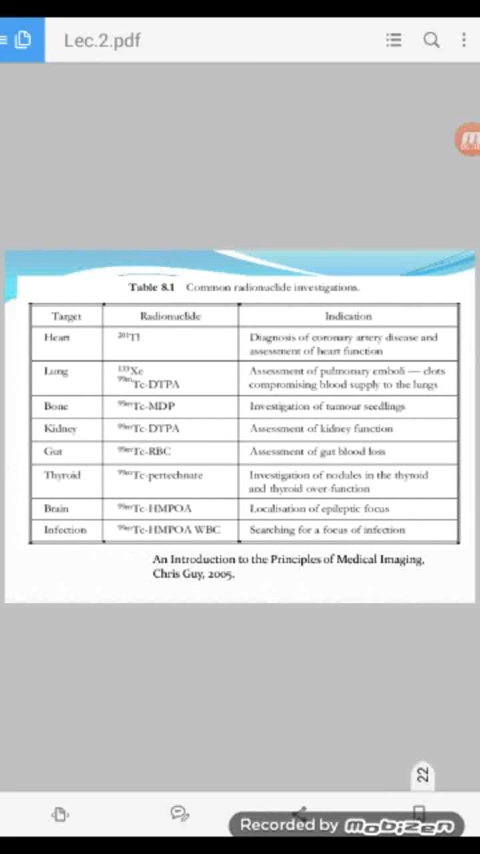 Lec.2.pdf
Table 8.1 Common radionuclide investigations.
Target Radionuclide Indication
Heart ²⁰¹Tl Diagnosis of coronary artery disease and
assessment of heart function
Lung ¹³³Xe Assessment of pulmonary emboli — clots
⁹⁹ᵐTc-DTPA compromising blood supply to the lungs
Bone ⁹⁹ᵐTc-MDP Investigation of tumour seedlings
Kidney ⁹⁹ᵐTc-DTPA Assessment of kidney function
Gut ⁹⁹ᵐTc-RBC Assessment of gut blood loss
Thyroid ⁹⁹ᵐTc-pertechnate Investigation of nodules in the thyroid
and thyroid over-function
Brain ⁹⁹ᵐTc-HMPOA Localisation of epileptic focus
Infection ⁹⁹ᵐTc-HMPOA WBC Searching for a focus of infection
An Introduction to the Principles of Medical Imaging,
Chris Guy, 2005.
22
Recorded by mobizen